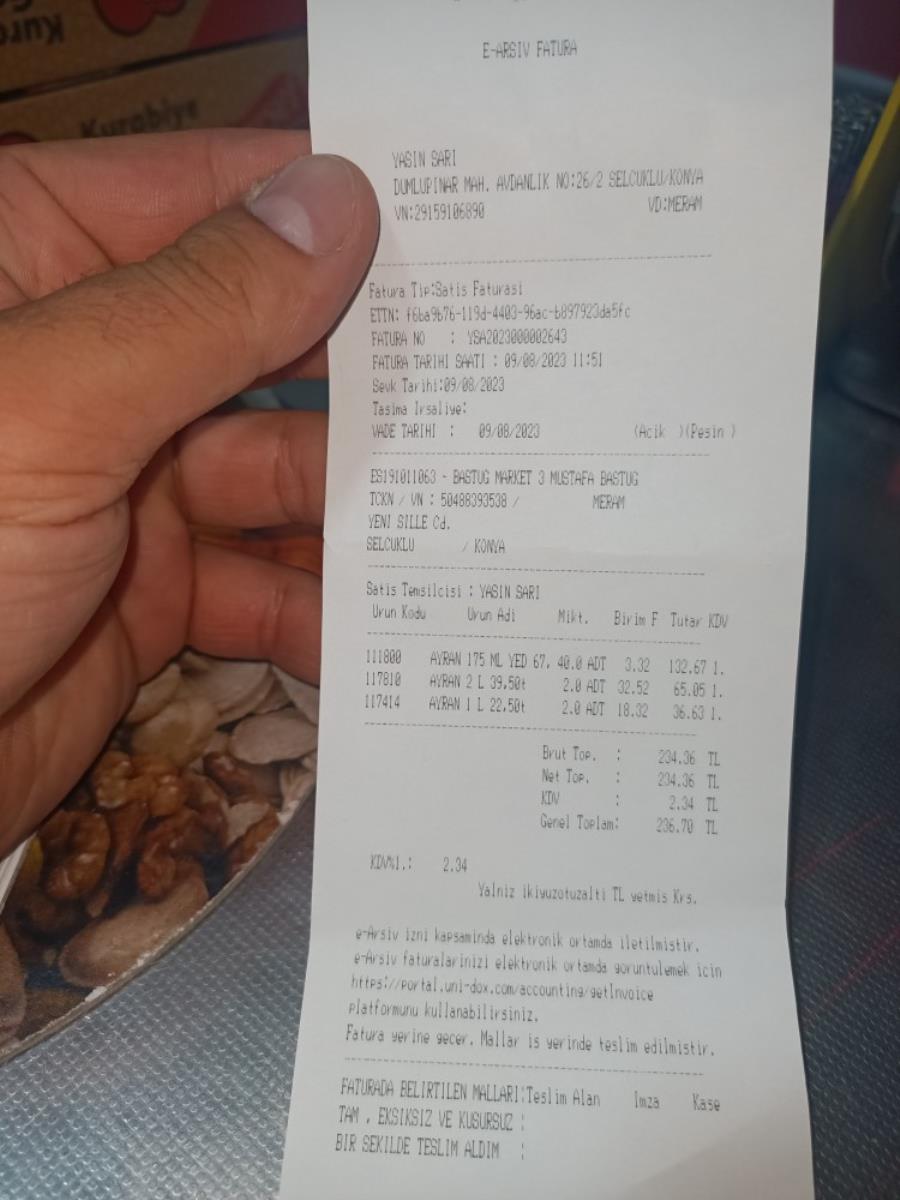 Kurabiye
E-ARSIV FATURA
YASIN SARI
DUMLUPINAR MAH. AVDANLIK NO:26/2 SELCUKLU/KONYA
VN:29159106890 VD:MERAM
Fatura Tip:Satis Faturasi
ETTN: f6ba9b76-119d-4403-96ac-b897923da5fc
FATURA NO : YSA2023000002643
FATURA TARIHI SAATI : 09/08/2023 11:51
Sevk Tarihi:09/08/2023
Tasima Irsaliye:
VADE TARIHI : 09/08/2023 (Acik )(Pesin )
ES191011063 - BASTUG MARKET 3 MUSTAFA BASTUG
TCKN / VN : 50488393538 / MERAM
YENI SILLE Cd.
SELCUKLU / KONYA
Satis Temsilcisi : YASIN SARI
Urun Kodu Urun Adi Mikt. Birim F Tutar KDV
111800 AYRAN 175 ML YED 67, 40.0 ADT 3.32 132.67 1.
117810 AYRAN 2 L 39,50t 2.0 ADT 32.52 65.05 1.
117414 AYRAN 1 L 22,50t 2.0 ADT 18.32 36.63 1.
Brut Top. : 234.36 TL
Net Top. : 234.36 TL
KDV : 2.34 TL
Genel Toplam: 236.70 TL
KDV%1.: 2.34
Yalniz ikiyuzotuzalti TL yetmis Krs.
e-Arsiv izni kapsaminda elektronik ortamda iletilmistir.
e-Arsiv faturalarinizi elektronik ortamda goruntulemek icin
https://portal.uni-dox.com/accounting/getInvoice
platformunu kullanabilirsiniz.
Fatura yerine gecer. Mallar is yerinde teslim edilmistir.
FATURADA BELIRTILEN MALLARI:Teslim Alan Imza Kase
TAM , EKSIKSIZ VE KUSURSUZ :
BIR SEKILDE TESLIM ALDIM :